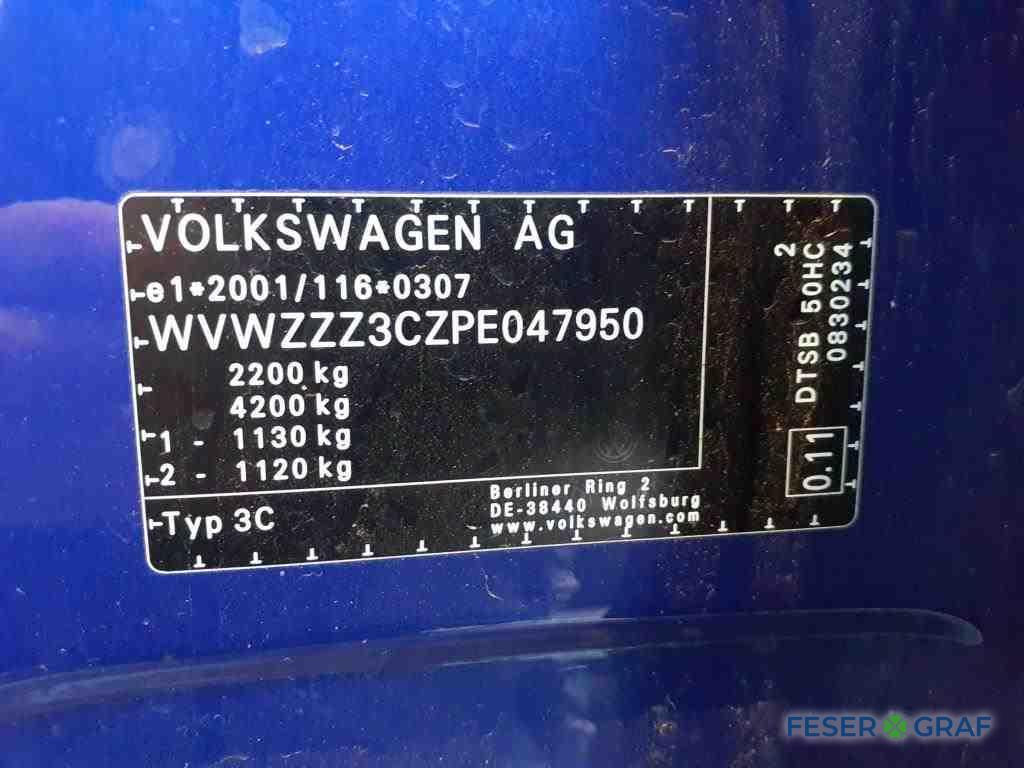 VOLKSWAGEN AG
e1*2001/116*0307
WVWZZZ3CZPE047950
2200 kg
4200 kg
1 - 1130 kg
2 - 1120 kg
Typ 3C
Berliner Ring 2
DE-38440 Wolfsburg
www.volkswagen.com
2
DTSB 50HC
0830234
0.11
FESER GRAF